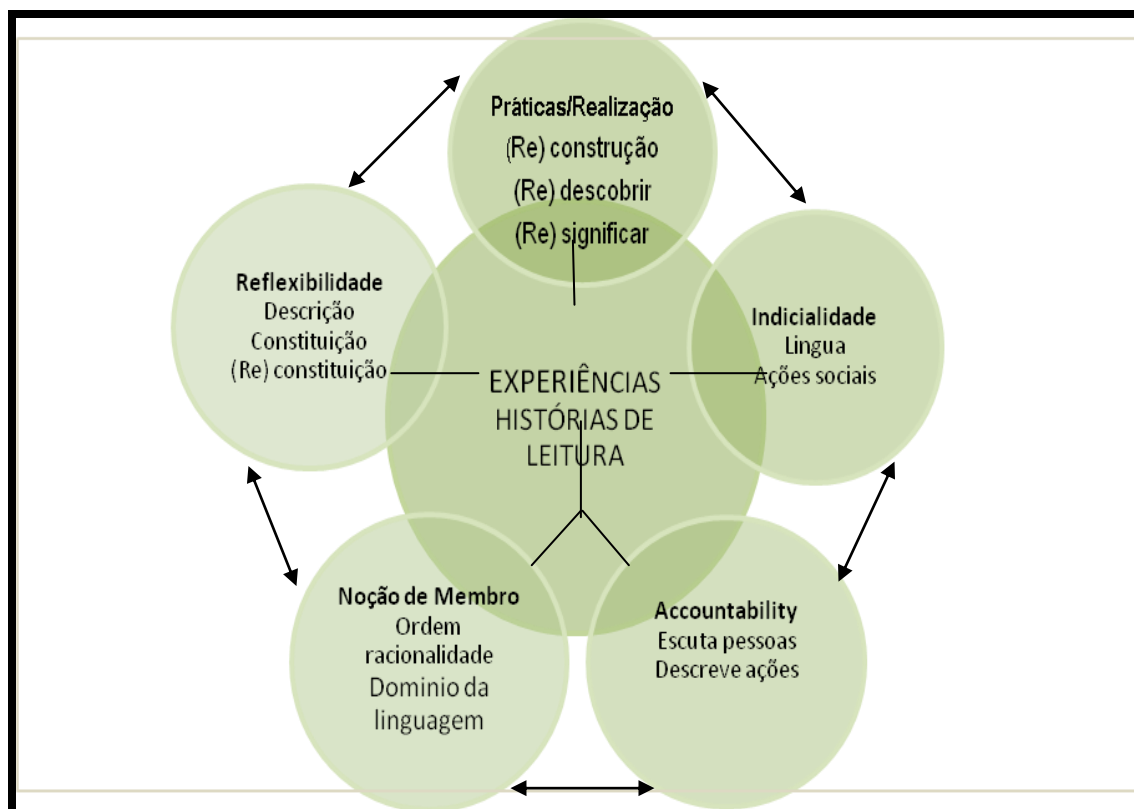 Práticas/Realização
(Re) construção
(Re) descobrir
(Re) significar
Reflexibilidade
Descrição
Constituição
(Re) constituição
Indicialidade
Lingua
Ações sociais
EXPERIÊNCIAS
HISTÓRIAS DE
LEITURA
Noção de Membro
Ordem
racionalidade
Dominio da
linguagem
Accountability
Escuta pessoas
Descreve ações